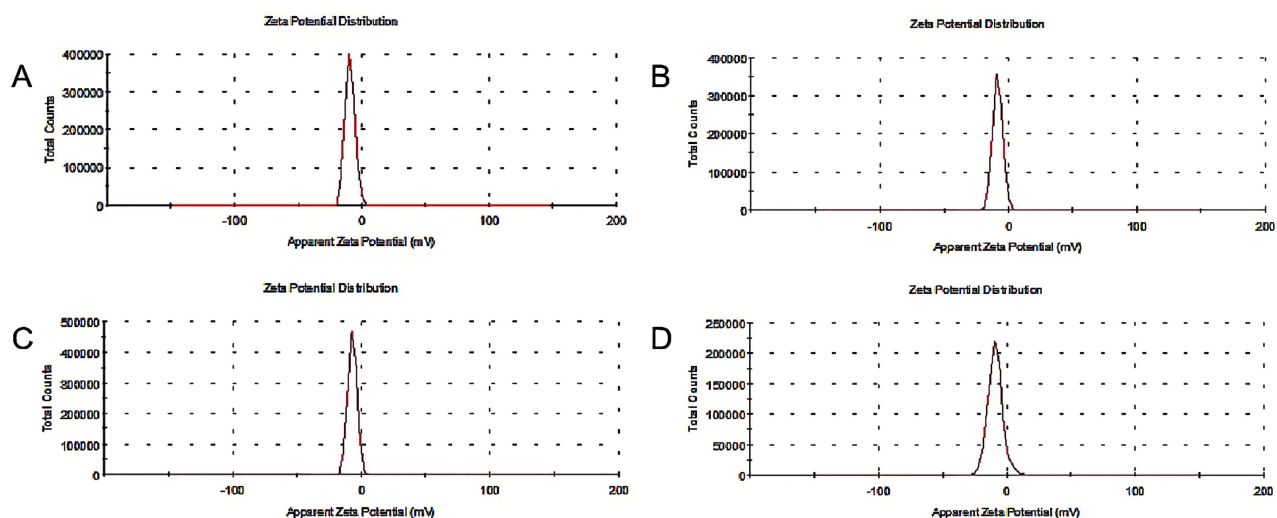 A
Zeta Potential Distribution
Total Counts
400000
300000
200000
100000
0
-100
0
100
200
Apparent Zeta Potential (mV)
B
Zeta Potential Distribution
Total Counts
400000
300000
200000
100000
0
-100
0
100
200
Apparent Zeta Potential (mV)
C
Zeta Potential Distribution
Total Counts
500000
400000
300000
200000
100000
0
-100
0
100
200
Apparent Zeta Potential (mV)
D
Zeta Potential Distribution
Total Counts
250000
200000
150000
100000
50000
0
-100
0
100
200
Apparent Zeta Potential (mV)